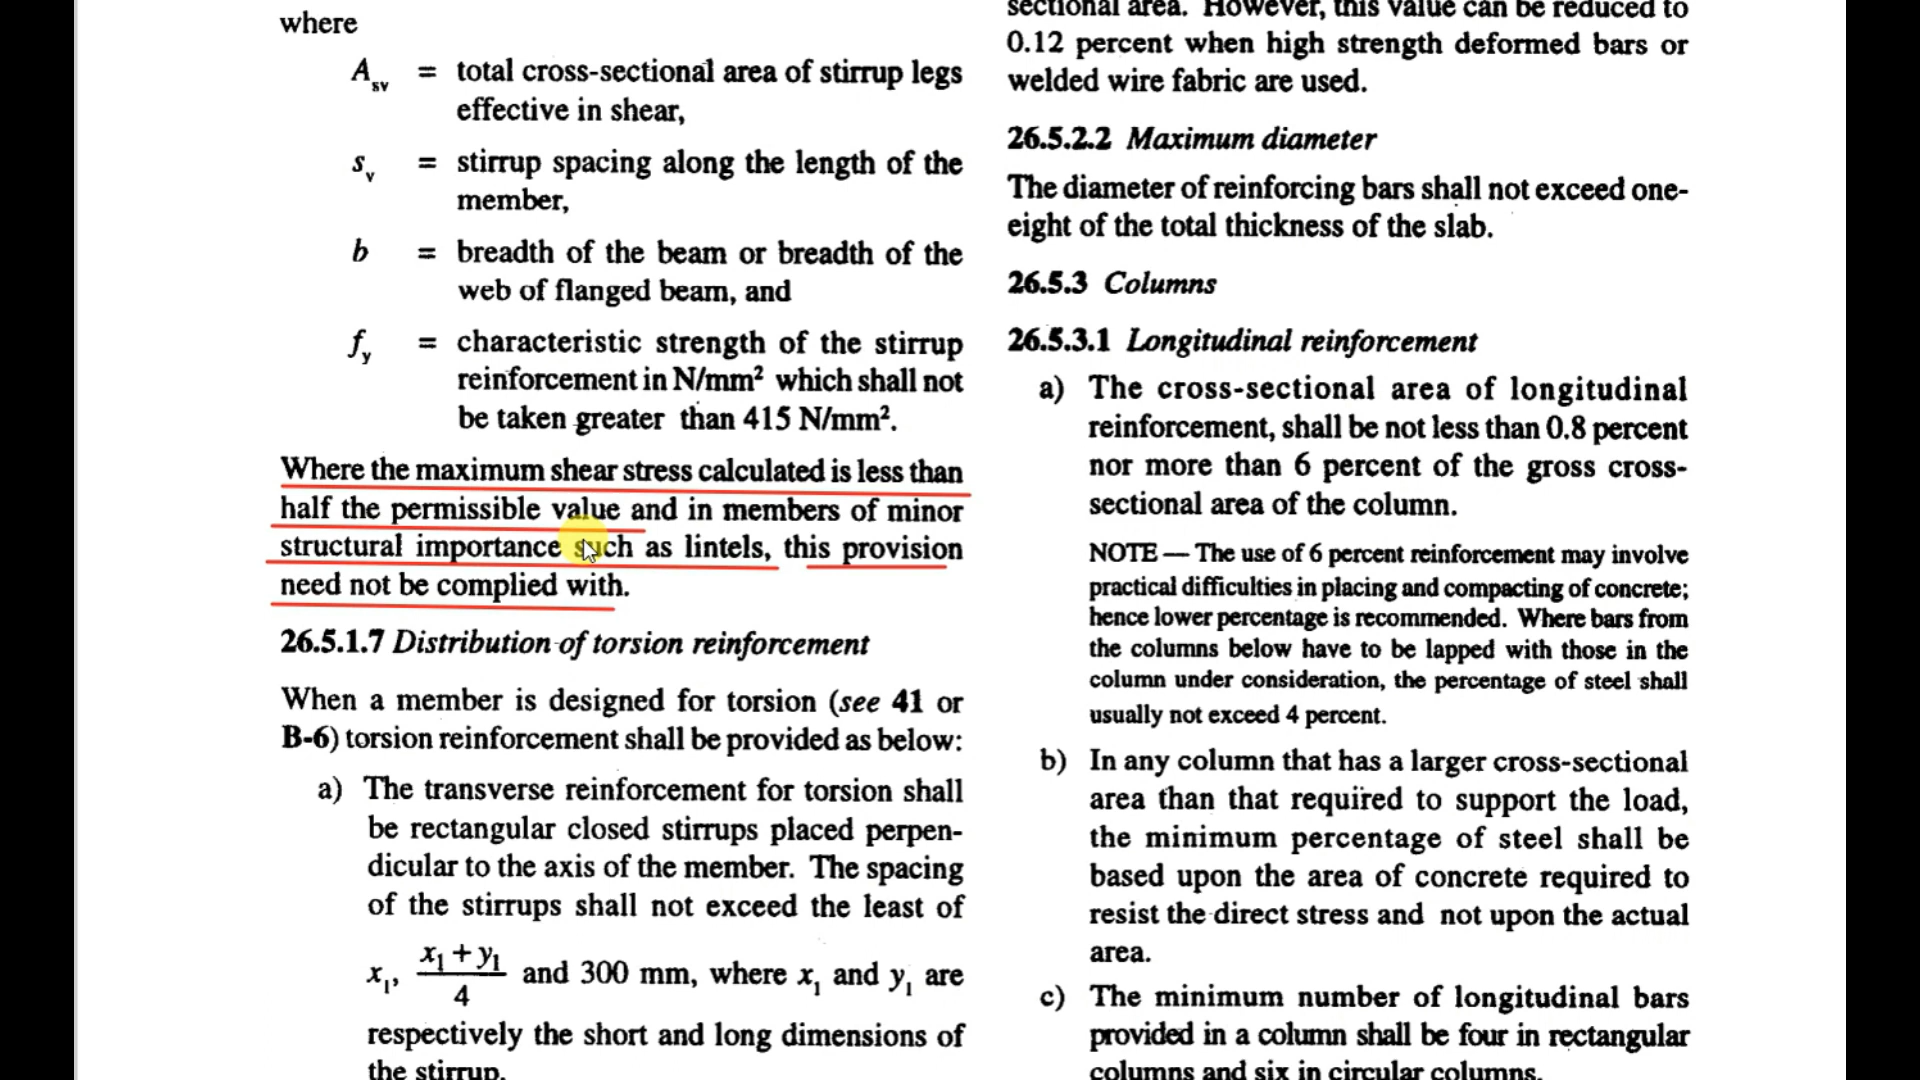 where
A_sv = total cross-sectional area of stirrup legs
effective in shear,
s_v = stirrup spacing along the length of the
member,
b = breadth of the beam or breadth of the
web of flanged beam, and
f_y = characteristic strength of the stirrup
reinforcement in N/mm² which shall not
be taken greater than 415 N/mm².
Where the maximum shear stress calculated is less than
half the permissible value and in members of minor
structural importance such as lintels, this provision
need not be complied with.
26.5.1.7 Distribution of torsion reinforcement
When a member is designed for torsion (see 41 or
B-6) torsion reinforcement shall be provided as below:
a) The transverse reinforcement for torsion shall
be rectangular closed stirrups placed perpen-
dicular to the axis of the member. The spacing
of the stirrups shall not exceed the least of
x₁, (x₁ + y₁)/4 and 300 mm, where x₁ and y₁ are
respectively the short and long dimensions of
the stirrup.
sectional area. However, this value can be reduced to
0.12 percent when high strength deformed bars or
welded wire fabric are used.
26.5.2.2 Maximum diameter
The diameter of reinforcing bars shall not exceed one-
eight of the total thickness of the slab.
26.5.3 Columns
26.5.3.1 Longitudinal reinforcement
a) The cross-sectional area of longitudinal
reinforcement, shall be not less than 0.8 percent
nor more than 6 percent of the gross cross-
sectional area of the column.
NOTE — The use of 6 percent reinforcement may involve
practical difficulties in placing and compacting of concrete;
hence lower percentage is recommended. Where bars from
the columns below have to be lapped with those in the
column under consideration, the percentage of steel shall
usually not exceed 4 percent.
b) In any column that has a larger cross-sectional
area than that required to support the load,
the minimum percentage of steel shall be
based upon the area of concrete required to
resist the direct stress and not upon the actual
area.
c) The minimum number of longitudinal bars
provided in a column shall be four in rectangular
columns and six in circular columns.